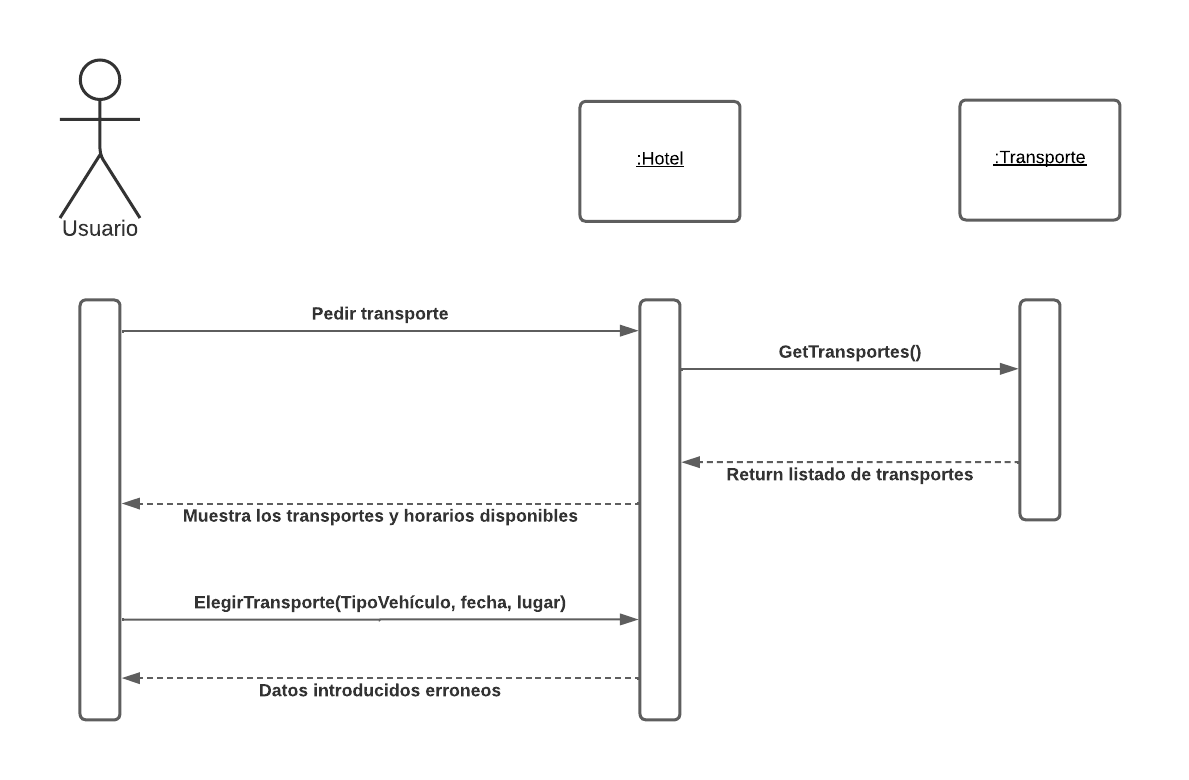 Usuario
:Hotel
:Transporte
Pedir transporte
GetTransportes()
Return listado de transportes
Muestra los transportes y horarios disponibles
ElegirTransporte(TipoVehículo, fecha, lugar)
Datos introducidos erroneos